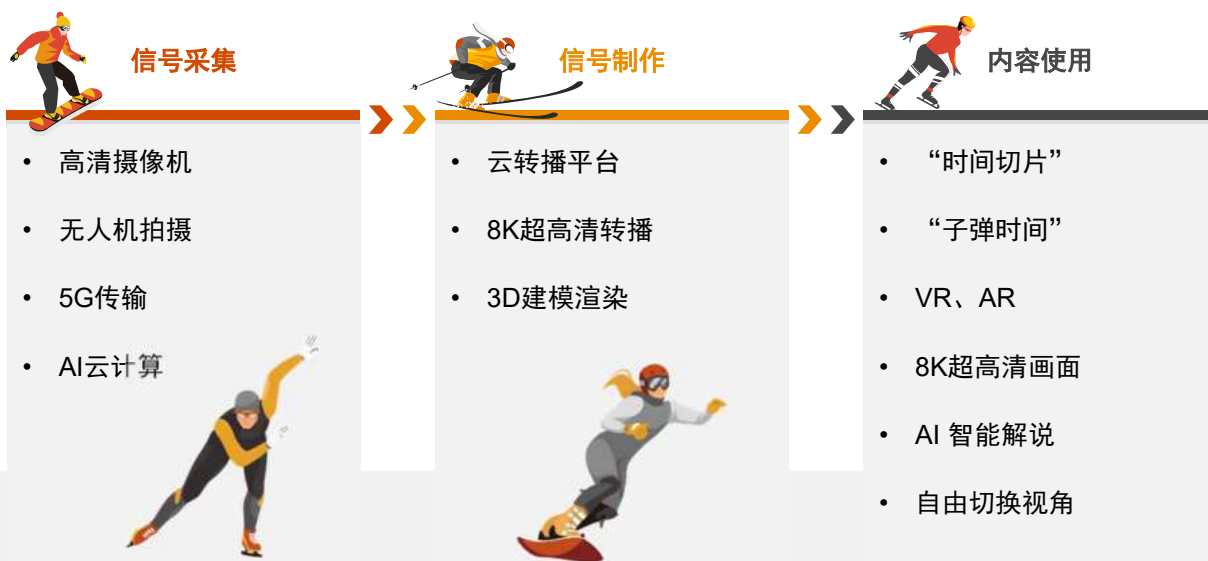 信号采集
• 高清摄像机
• 无人机拍摄
• 5G传输
• AI云计算
信号制作
• 云转播平台
• 8K超高清转播
• 3D建模渲染
内容使用
• “时间切片”
• “子弹时间”
• VR、AR
• 8K超高清画面
• AI 智能解说
• 自由切换视角